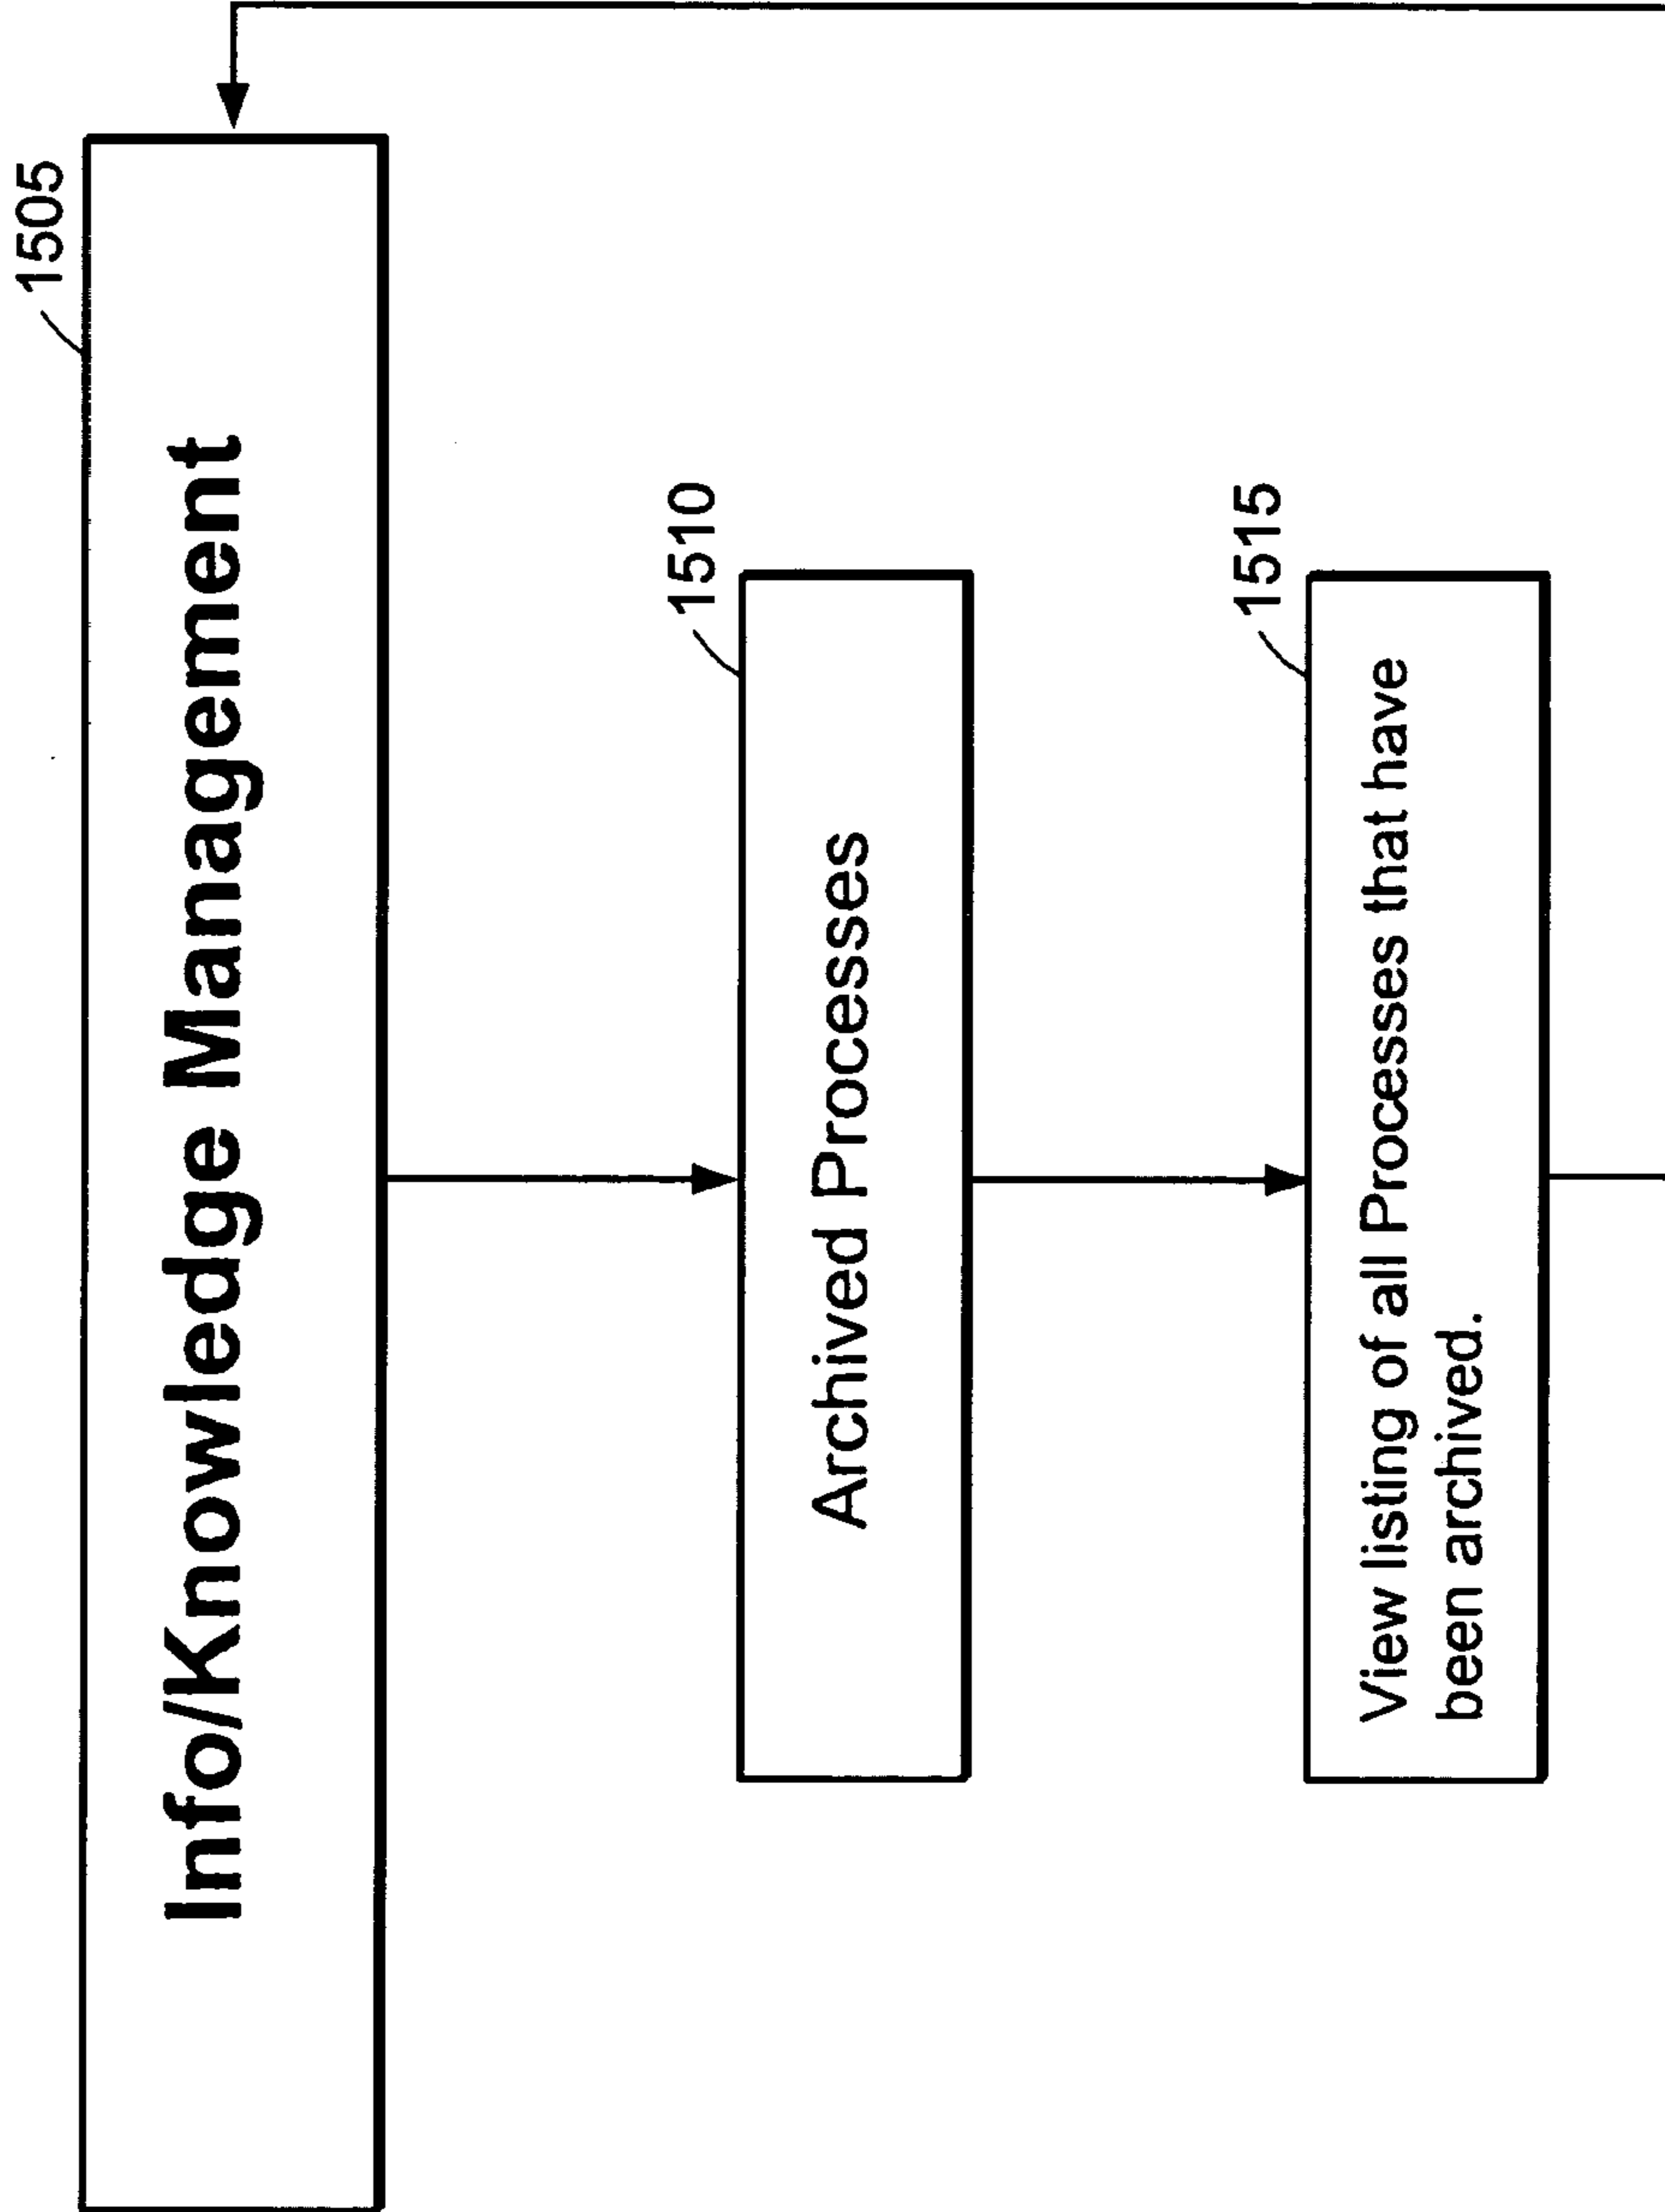 1505
Info/Knowledge Management
1510
Archived Processes
1515
View listing of all Processes that have
been archived.